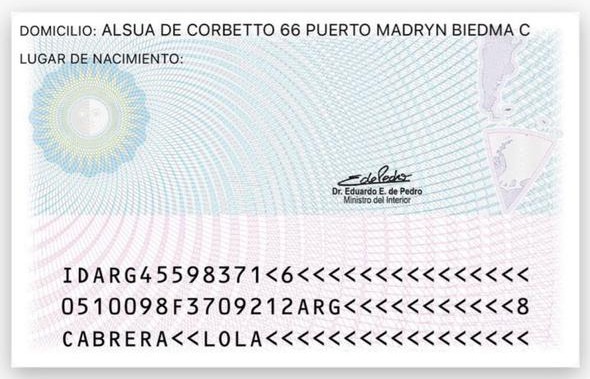 DOMICILIO: ALSUA DE CORBETTO 66 PUERTO MADRYN BIEDMA C
LUGAR DE NACIMIENTO:
EdePedro
Dr. Eduardo E. de Pedro
Ministro del Interior
IDARG45598371<6<<<<<<<<<<<<<<<
0510098F3709212ARG<<<<<<<<<<<8
CABRERA<<LOLA<<<<<<<<<<<<<<<<<